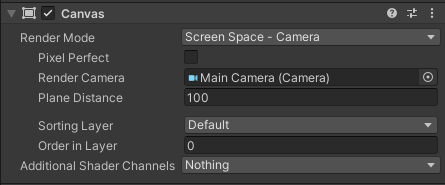 Canvas
Render Mode Screen Space - Camera
Pixel Perfect
Render Camera Main Camera (Camera)
Plane Distance 100
Sorting Layer Default
Order in Layer 0
Additional Shader Channels Nothing